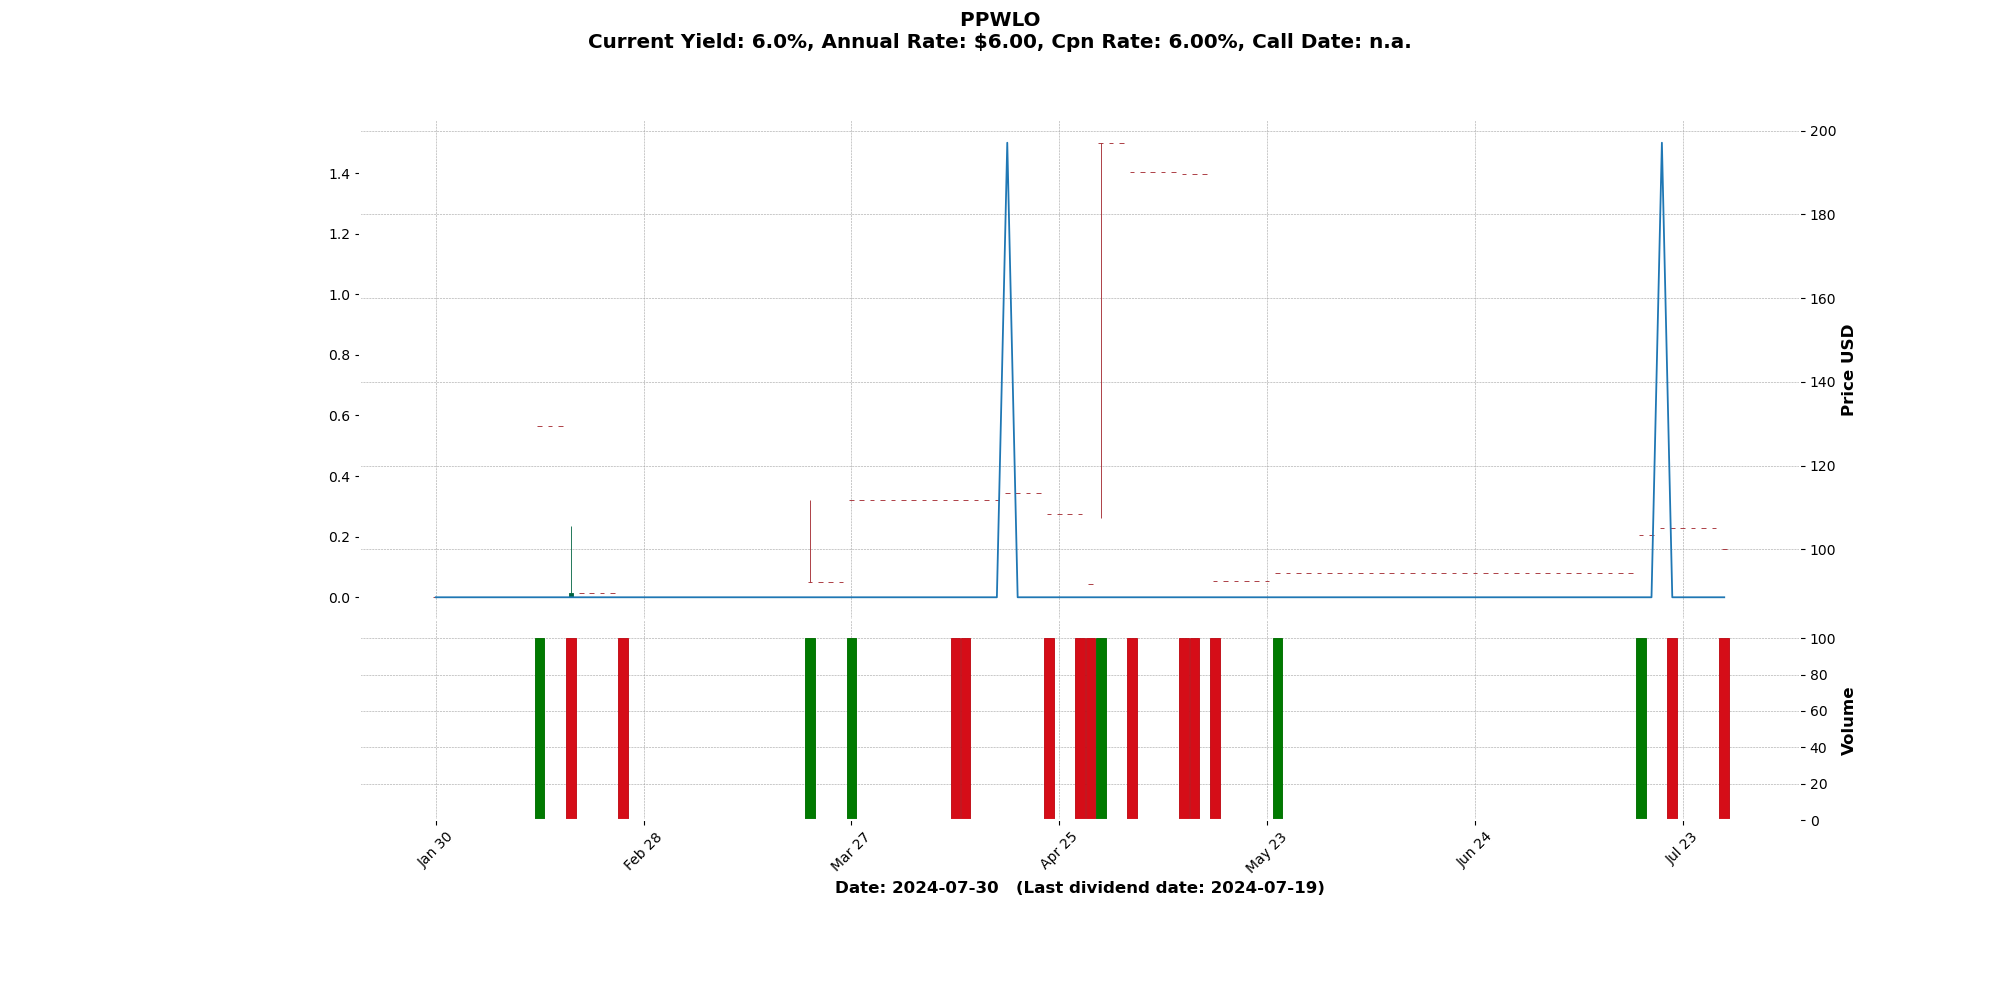 PPWLO
Current Yield: 6.0%, Annual Rate: $6.00, Cpn Rate: 6.00%, Call Date: n.a.
1.4
1.2
1.0
0.8
0.6
0.4
0.2
0.0
200
180
160
140
120
100
Price USD
100
80
60
40
20
0
Volume
Jan 30
Feb 28
Mar 27
Apr 25
May 23
Jun 24
Jul 23
Date: 2024-07-30 (Last dividend date: 2024-07-19)